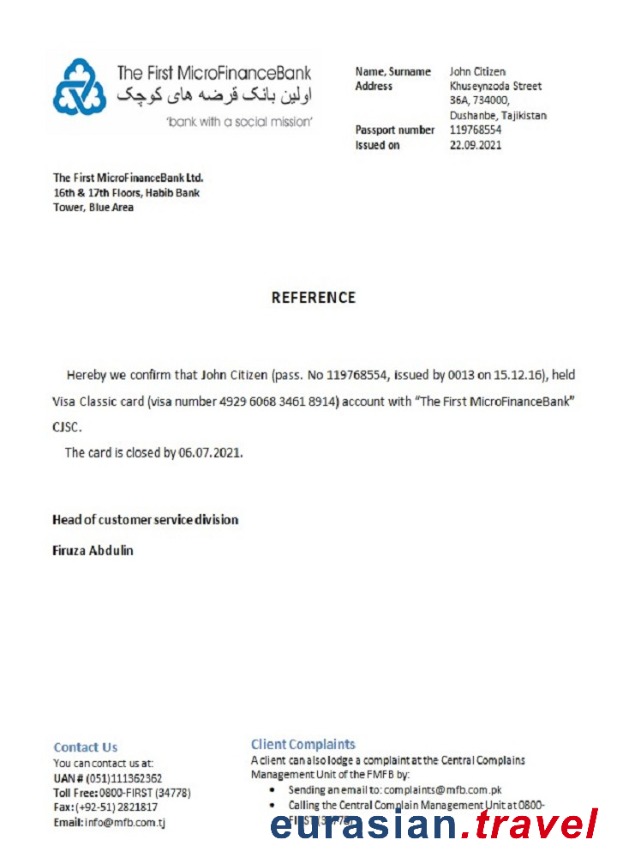 The First MicroFinanceBank
اولین بانک قرضه های کوچک
'bank with a social mission'
Name, Surname John Citizen
Address Khuseynzoda Street
36A, 734000,
Dushanbe, Tajikistan
Passport number 119768554
Issued on 22.09.2021
The First MicroFinanceBank Ltd.
16th & 17th Floors, Habib Bank
Tower, Blue Area
REFERENCE
Hereby we confirm that John Citizen (pass. No 119768554, issued by 0013 on 15.12.16), held
Visa Classic card (visa number 4929 6068 3461 8914) account with "The First MicroFinanceBank"
CJSC.
The card is closed by 06.07.2021.
Head of customer service division
Firuza Abdulin
Contact Us
You can contact us at:
UAN # (051)111362362
Toll Free: 0800-FIRST (34778)
Fax: (+92-51) 2821817
Email: info@mfb.com.tj
Client Complaints
A client can also lodge a complaint at the Central Complains
Management Unit of the FMFB by:
• Sending an email to: complaints@mfb.com.pk
• Calling the Central Complain Management Unit at 0800-
eurasian.travel